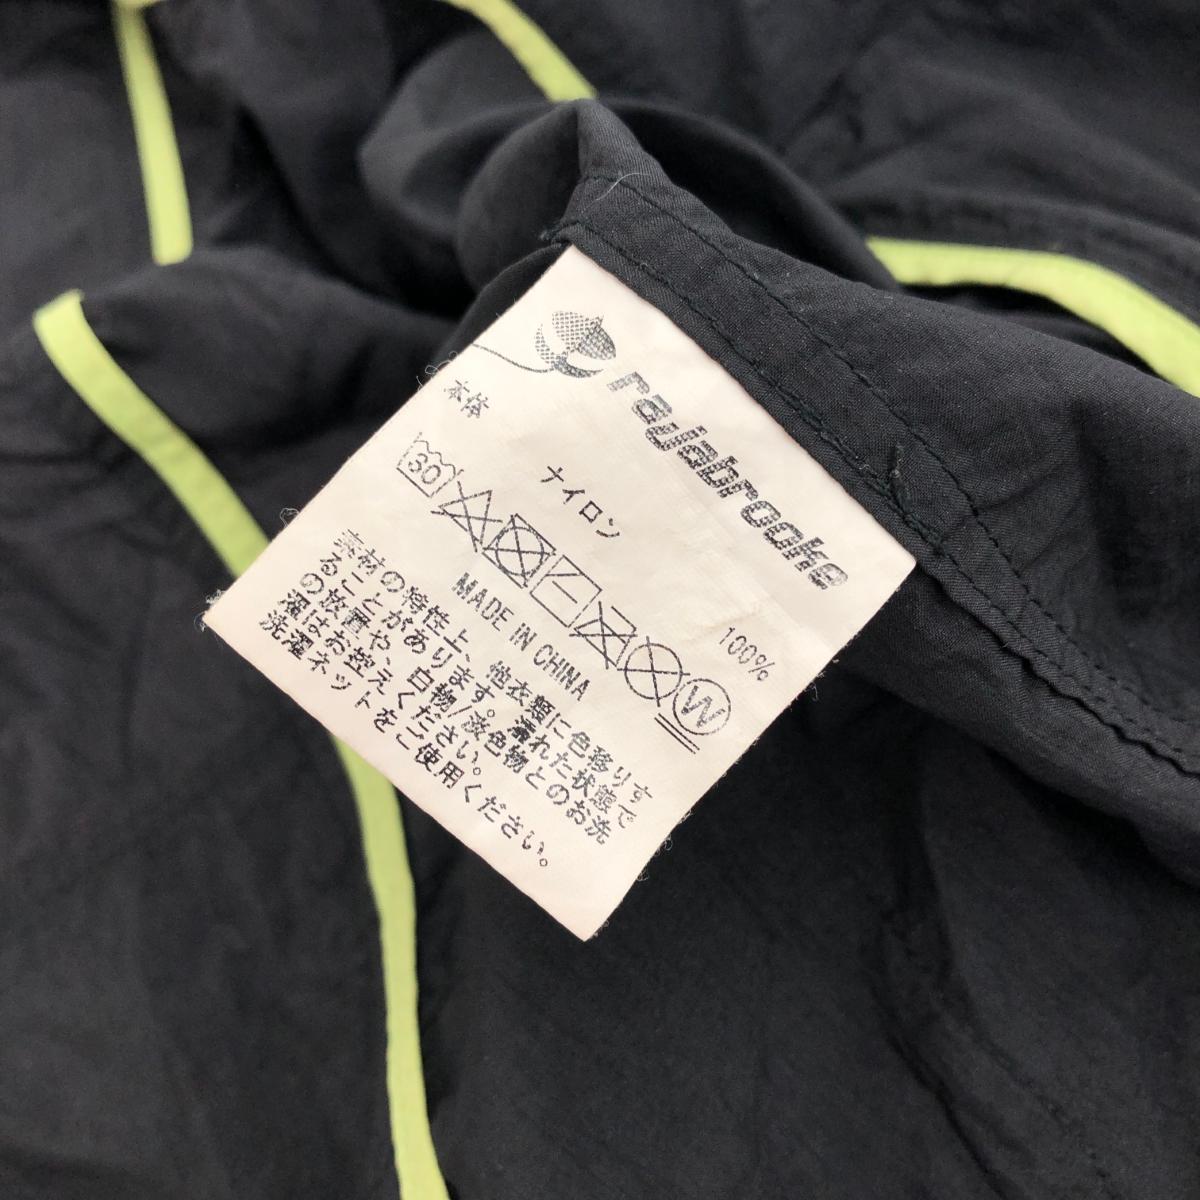 rajabrooke
本体
ナイロン 100%
30 W
MADE IN CHINA
素材の特性上、他衣類に色移りす
ることがあります。濡れた状態で
の放置や、白物/淡色物とのお洗
濯はお控えください。
洗濯ネットをご使用ください。